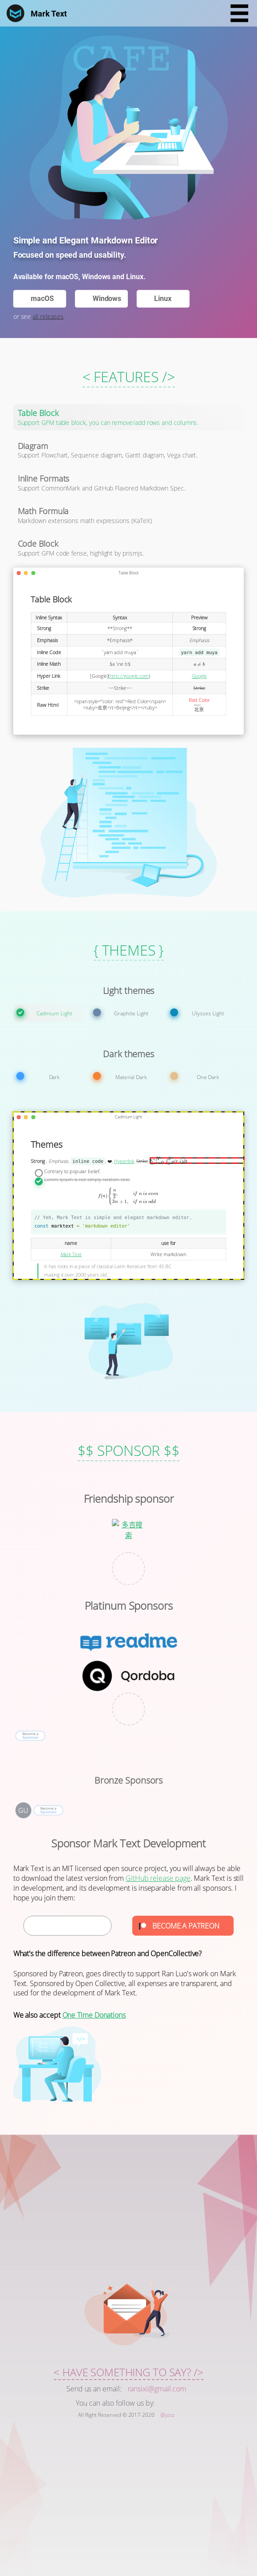 Mark Text
CAFE
Simple and Elegant Markdown Editor
Focused on speed and usability.
Available for macOS, Windows and Linux.
macOS
Windows
Linux
or see all releases
< FEATURES />
Table Block
Support GFM table block, you can remove/add rows and columns.
Diagram
Support Flowchart, Sequence diagram, Gantt diagram, Vega chart.
Inline Formats
Support CommonMark and GitHub Flavored Markdown Spec.
Math Formula
Markdown extensions math expressions (KaTeX)
Code Block
Support GFM code fense, highlight by prismjs.
Table Block
Table Block
Inline Syntax Syntax Preview
Strong **Strong** Strong
Emphasis *Emphasis* Emphasis
Inline Code `yarn add muya` yarn add muya
Inline Math $a \ne b$ a ≠ b
Hyper Link [Google](http://google.com) Google
Strike ~~Strike~~ Strike
Raw Html <span style="color: red">Red Color</span> Red Color
<ruby>北京<rt>Beijing</rt></ruby> 北京
{ THEMES }
Light themes
Cadmium Light
Graphite Light
Ulysses Light
Dark themes
Dark
Material Dark
One Dark
Cadmium Light
Themes
Strong Emphasis inline code ❤️ Hyperlink Strike
Contrary to popular belief
Lorem Ipsum is not simply random text
if n is even
if n is odd
// Yeh, Mark Text is simple and elegant markdown editor.
const marktext = 'markdown editor'
name use for
Mark Text Write markdown
It has roots in a piece of classical Latin literature from 45 BC
making it over 2000 years old.
$$ SPONSOR $$
Friendship sponsor
多吉搜
索
Platinum Sponsors
readme
Qordoba
Become a
Sponsor
Bronze Sponsors
GU
Become a
Sponsor
Sponsor Mark Text Development
Mark Text is an MIT licensed open source project, you will always be able
to download the latest version from GitHub release page. Mark Text is still
in development, and its development is inseparable from all sponsors. I
hope you join them:
BECOME A PATREON
What's the difference between Patreon and OpenCollective?
Sponsored by Patreon, goes directly to support Ran Luo's work on Mark
Text. Sponsored by Open Collective, all expenses are transparent, and
used for the development of Mark Text.
We also accept One Time Donations
< HAVE SOMETHING TO SAY? />
Send us an email: ransixi@gmail.com
You can also follow us by:
All Right Reserved © 2017-2020 @Jocs